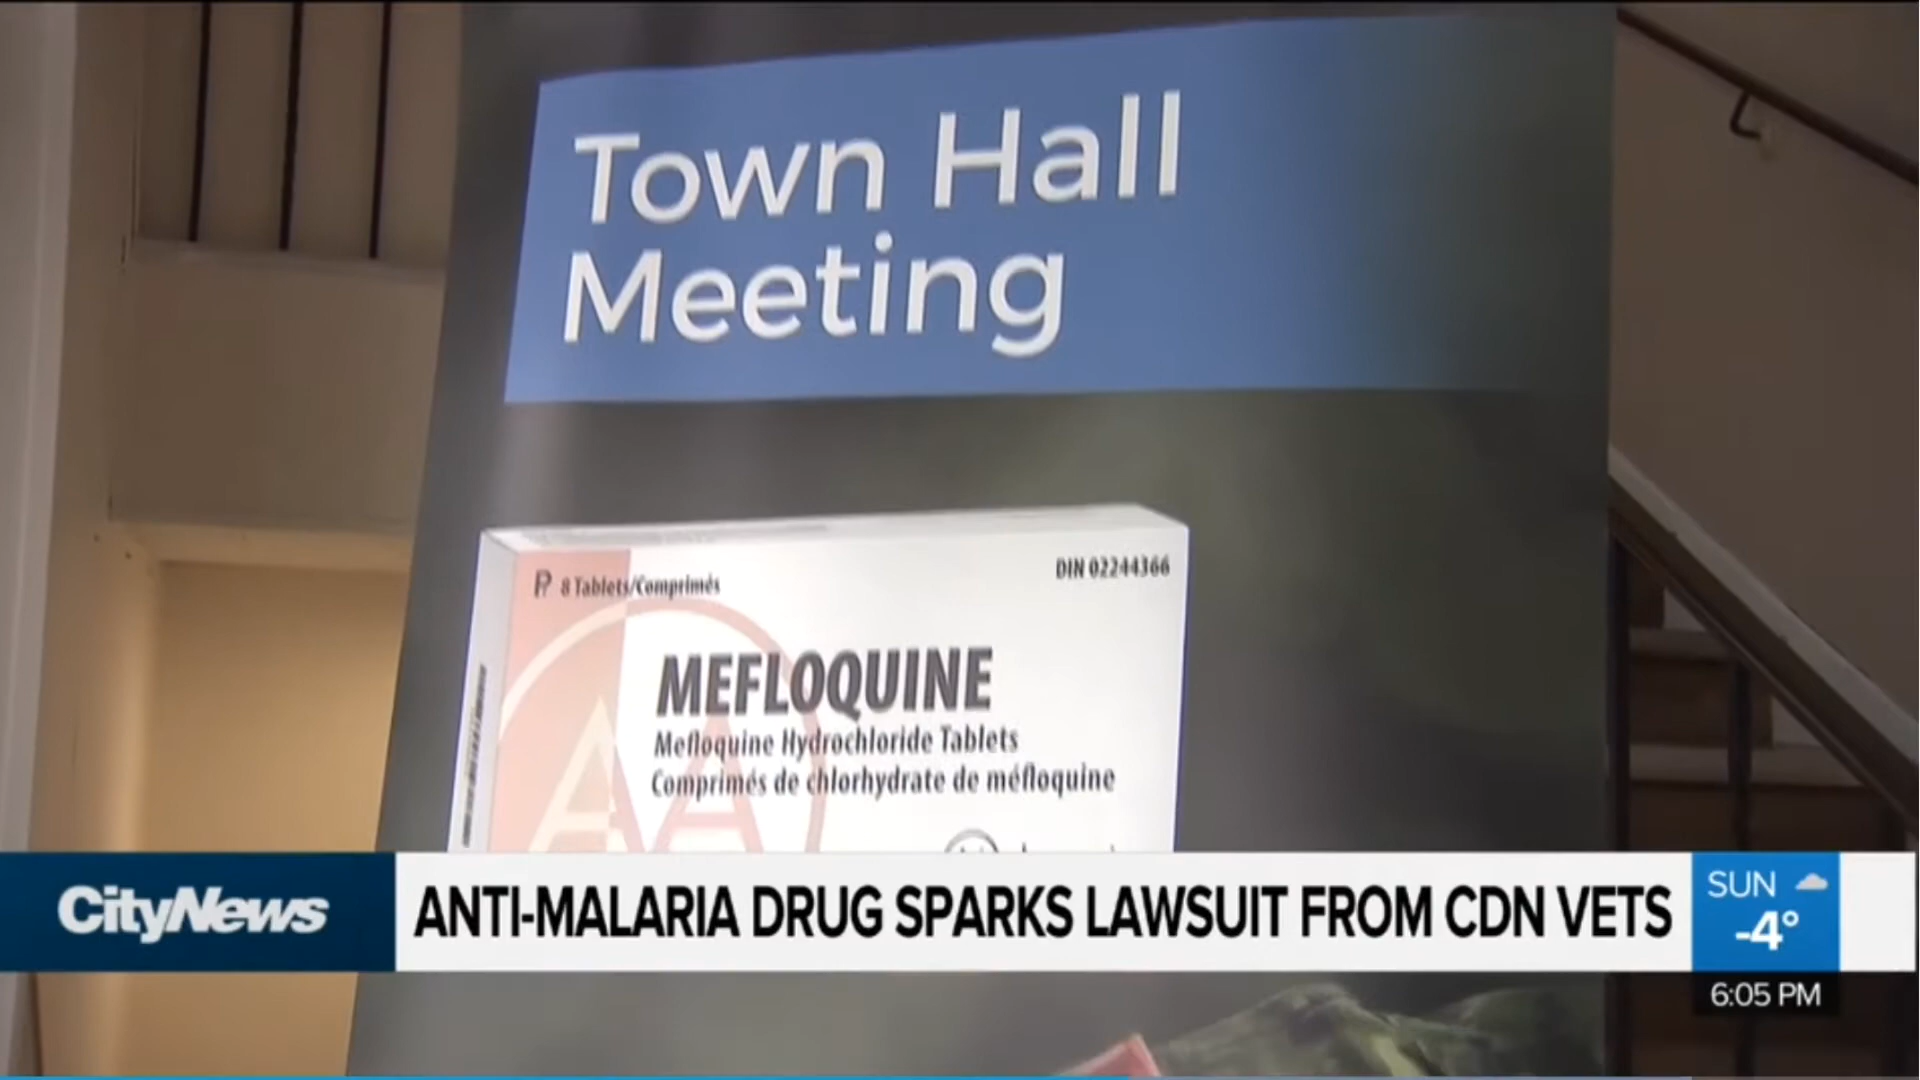 Town Hall
Meeting
P 8 Tablets/Comprimés
DIN 02244366
MEFLOQUINE
Mefloquine Hydrochloride Tablets
Comprimés de chlorhydrate de méfloquine
CityNews
ANTI-MALARIA DRUG SPARKS LAWSUIT FROM CDN VETS
SUN
-4°
6:05 PM